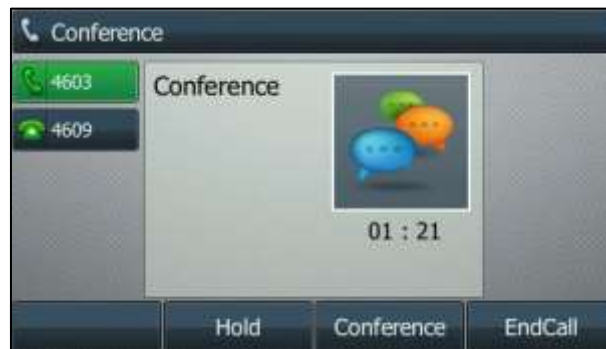 Conference
4603
Conference
4609
01 : 21
Hold Conference EndCall